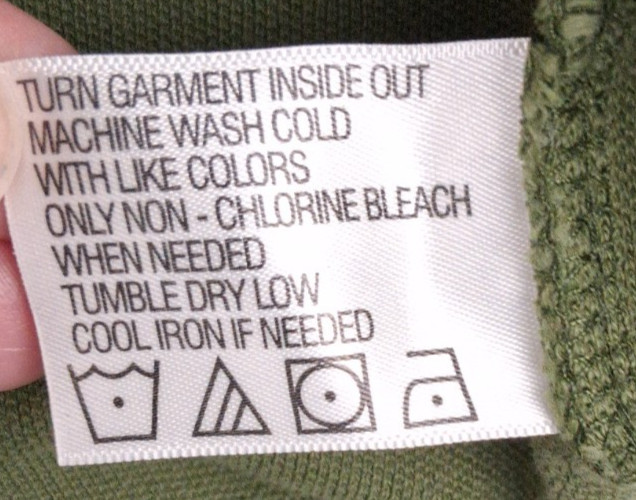 TURN GARMENT INSIDE OUT
MACHINE WASH COLD
WITH LIKE COLORS
ONLY NON - CHLORINE BLEACH
WHEN NEEDED
TUMBLE DRY LOW
COOL IRON IF NEEDED